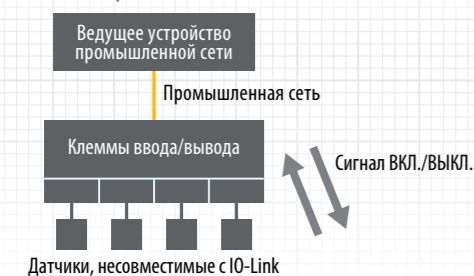 Ведущее устройство
промышленной сети
Промышленная сеть
Клеммы ввода/вывода
Сигнал ВКЛ./ВЫКЛ.
Датчики, несовместимые с IO-Link